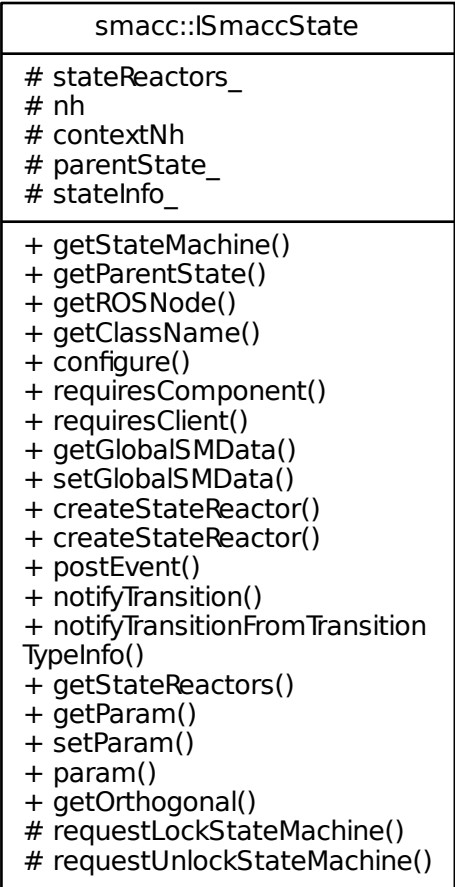 smacc::ISmaccState
# stateReactors_
# nh
# contextNh
# parentState_
# stateInfo_
+ getStateMachine()
+ getParentState()
+ getROSNode()
+ getClassName()
+ configure()
+ requiresComponent()
+ requiresClient()
+ getGlobalSMData()
+ setGlobalSMData()
+ createStateReactor()
+ createStateReactor()
+ postEvent()
+ notifyTransition()
+ notifyTransitionFromTransition
TypeInfo()
+ getStateReactors()
+ getParam()
+ setParam()
+ param()
+ getOrthogonal()
# requestLockStateMachine()
# requestUnlockStateMachine()